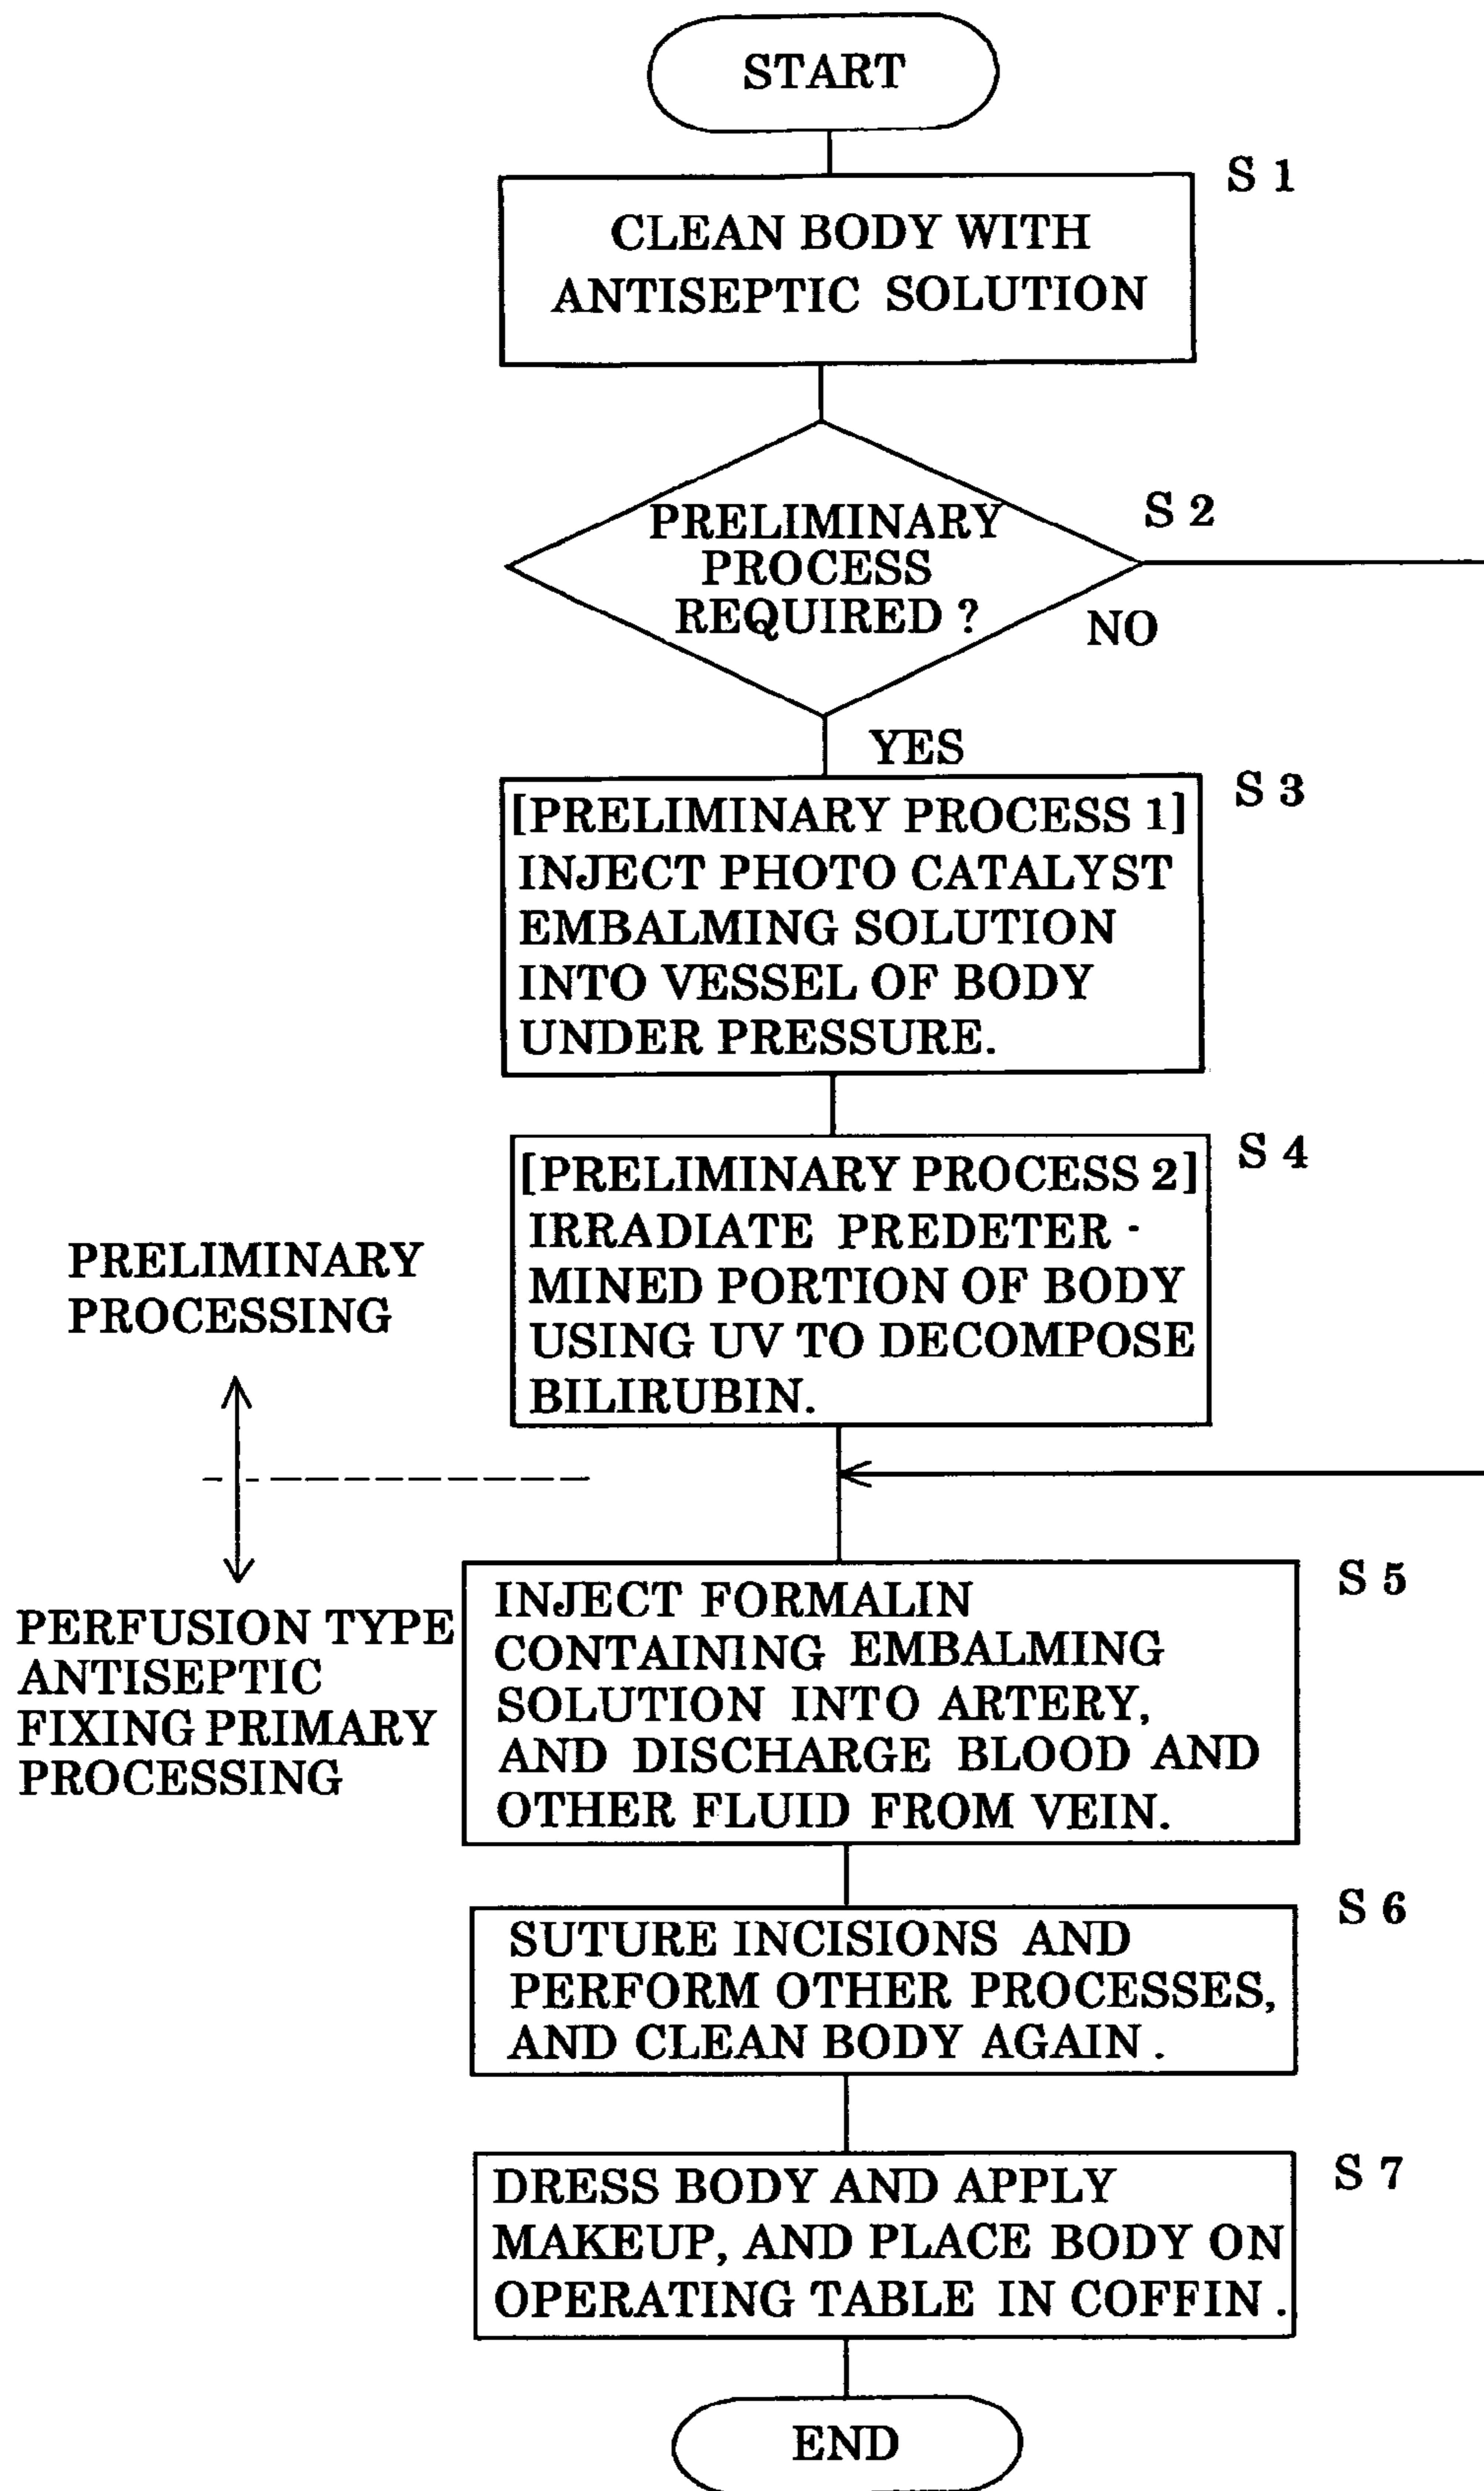 START
S 1
CLEAN BODY WITH
ANTISEPTIC SOLUTION
S 2
PRELIMINARY
PROCESS
REQUIRED ?
NO
YES
S 3
[PRELIMINARY PROCESS 1]
INJECT PHOTO CATALYST
EMBALMING SOLUTION
INTO VESSEL OF BODY
UNDER PRESSURE.
S 4
[PRELIMINARY PROCESS 2]
IRRADIATE PREDETER -
MINED PORTION OF BODY
USING UV TO DECOMPOSE
BILIRUBIN.
PRELIMINARY
PROCESSING
PERFUSION TYPE
ANTISEPTIC
FIXING PRIMARY
PROCESSING
S 5
INJECT FORMALIN
CONTAINING EMBALMING
SOLUTION INTO ARTERY,
AND DISCHARGE BLOOD AND
OTHER FLUID FROM VEIN.
S 6
SUTURE INCISIONS AND
PERFORM OTHER PROCESSES,
AND CLEAN BODY AGAIN .
S 7
DRESS BODY AND APPLY
MAKEUP, AND PLACE BODY ON
OPERATING TABLE IN COFFIN .
END